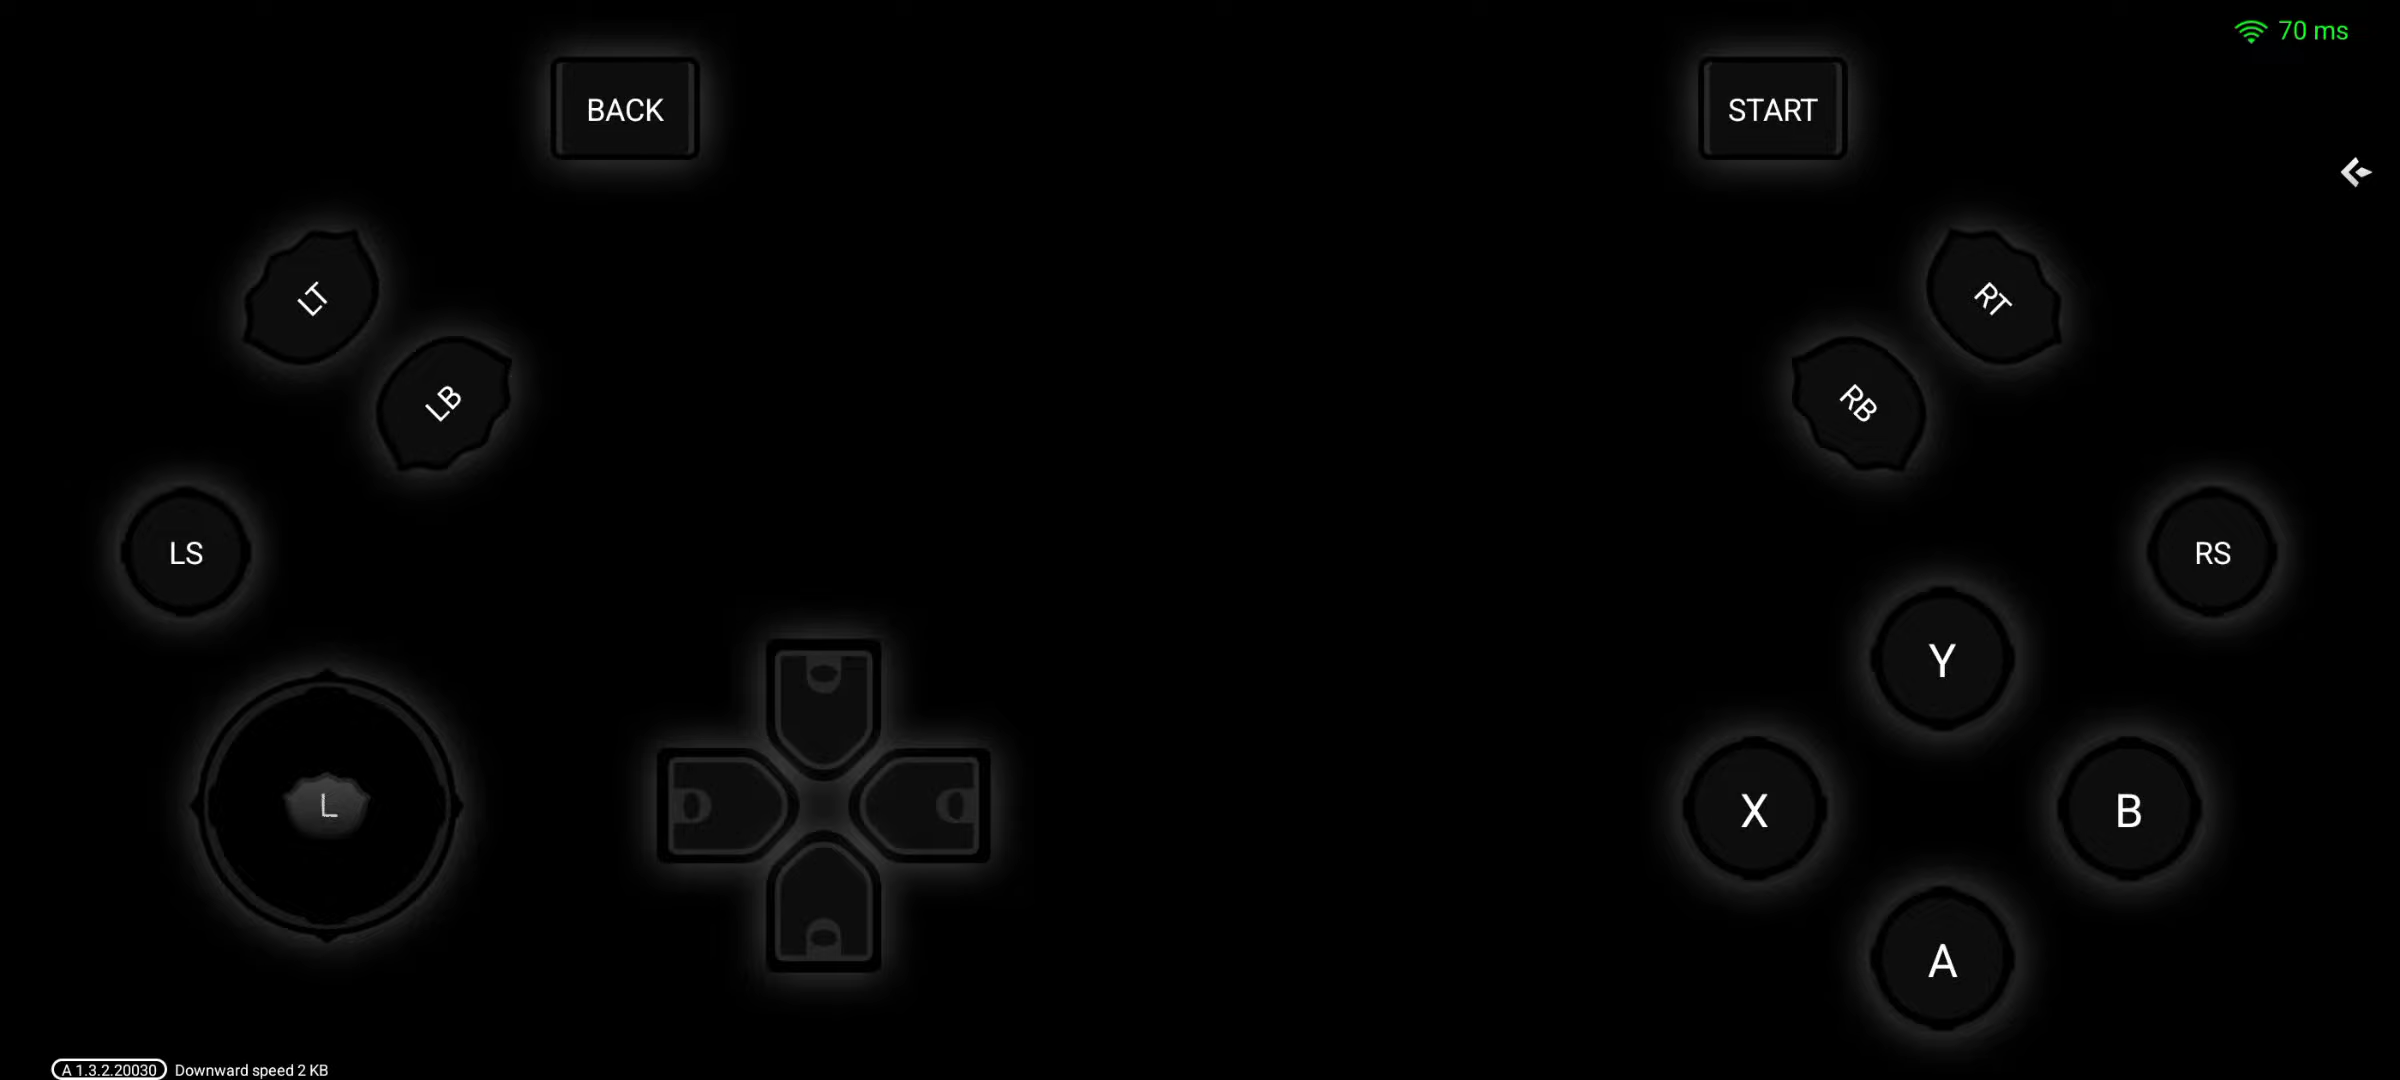 70 ms
BACK
START
LT
RT
LB
RB
LS
RS
Y
L
X
B
A
A 1.3.2.20030 Downward speed 2 KB